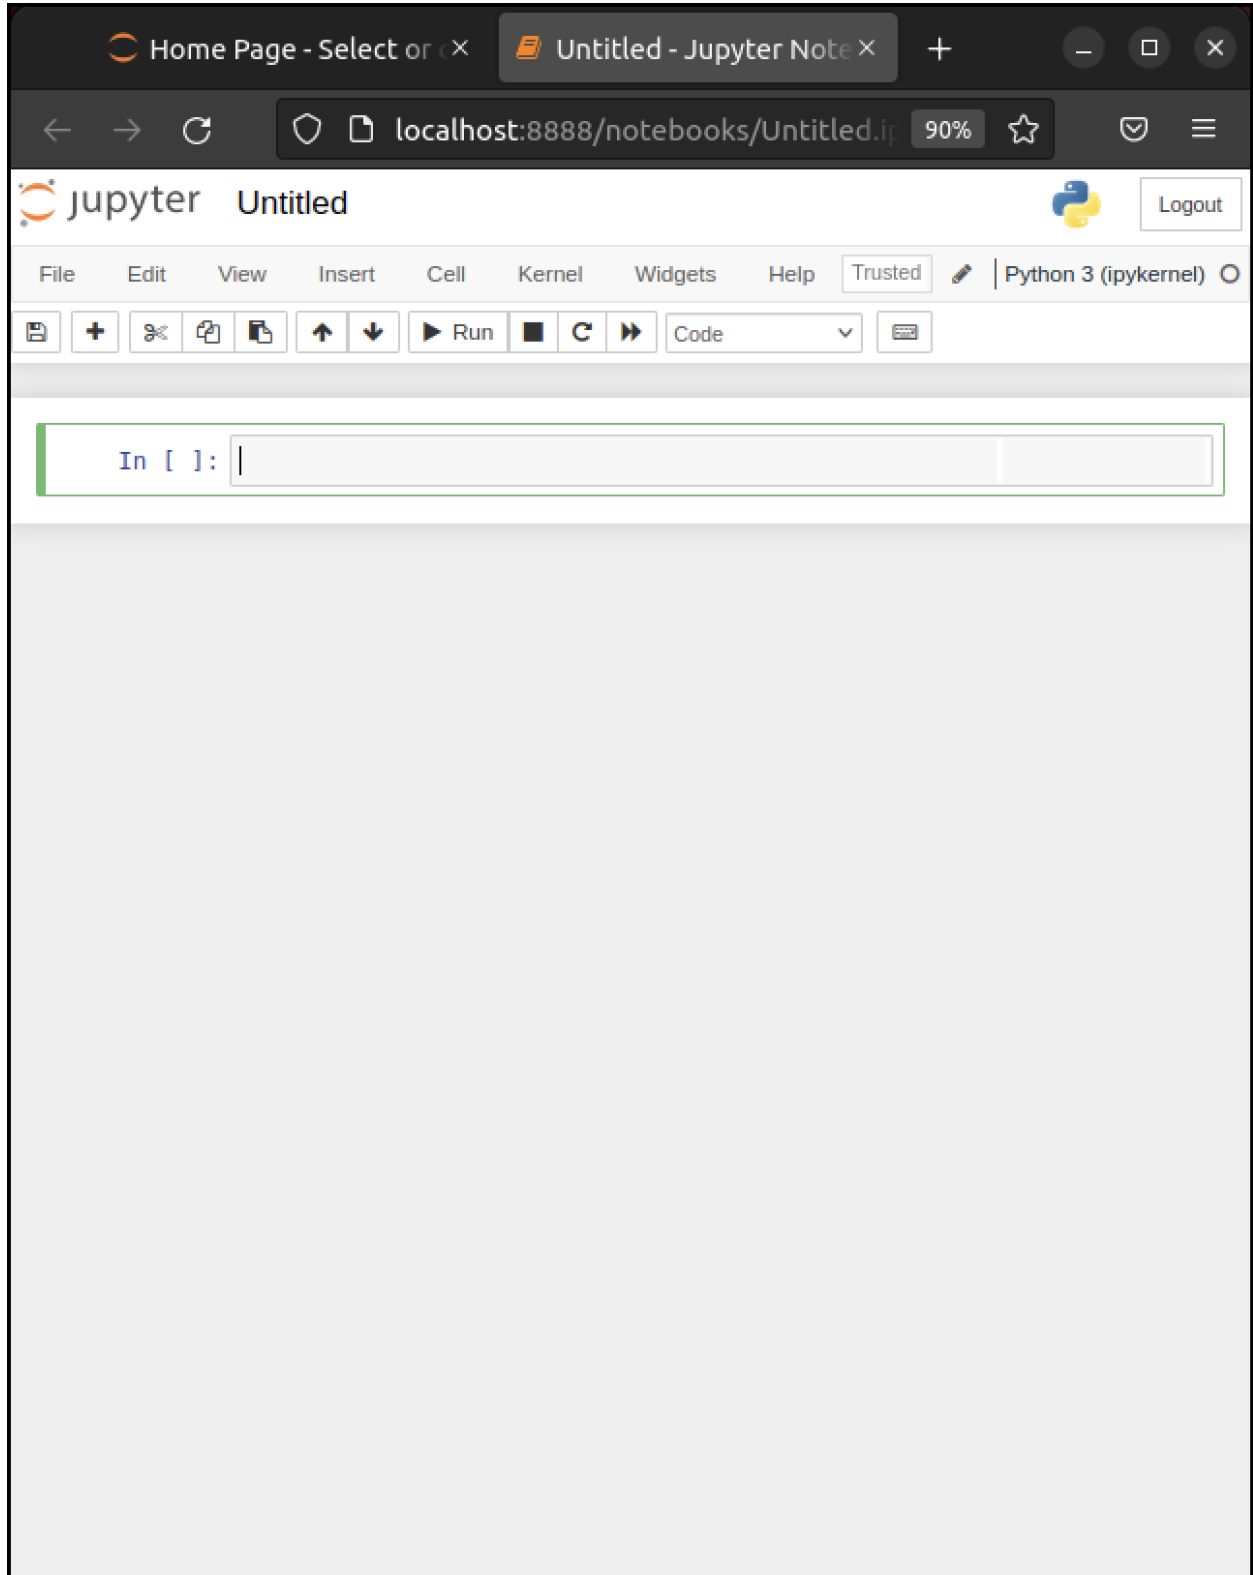 Home Page - Select or
Untitled - Jupyter Note
localhost:8888/notebooks/Untitled.i
90%
jupyter Untitled
Logout
File Edit View Insert Cell Kernel Widgets Help Trusted Python 3 (ipykernel)
Run Code
In [ ]: